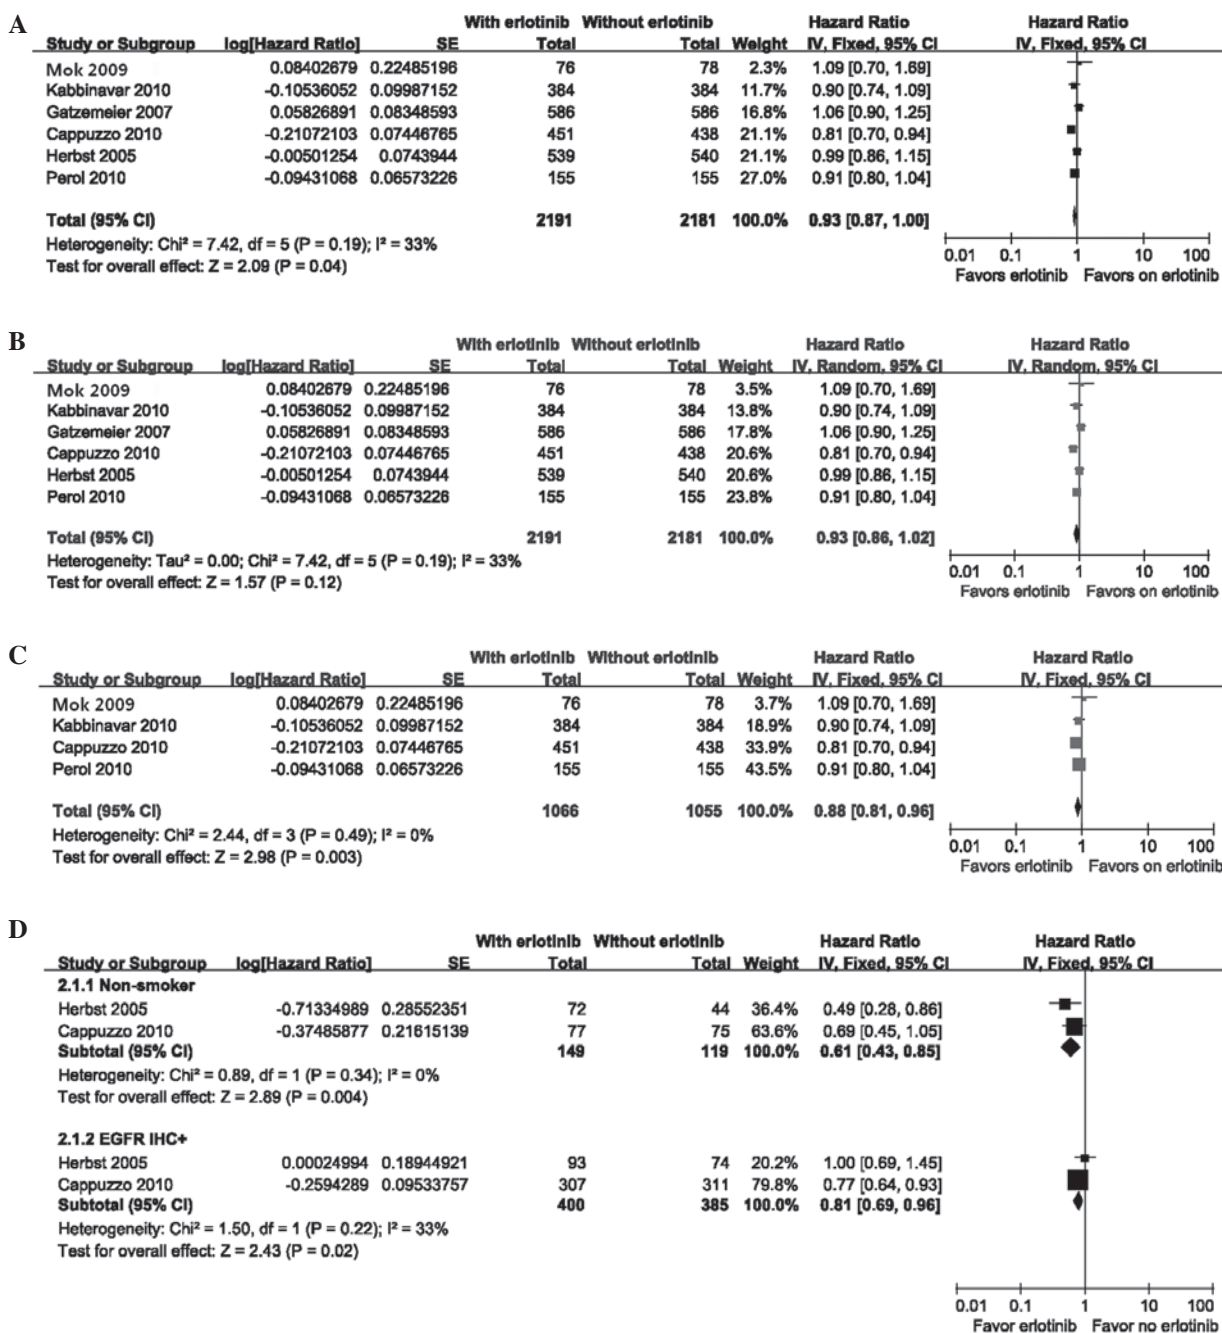 A
With erlotinib Without erlotinib Hazard Ratio Hazard Ratio
Study or Subgroup log[Hazard Ratio] SE Total Total Weight IV, Fixed, 95% CI IV, Fixed, 95% CI
Mok 2009 0.08402679 0.22485196 76 78 2.3% 1.09 [0.70, 1.69]
Kabbinavar 2010 -0.10536052 0.09987152 384 384 11.7% 0.90 [0.74, 1.09]
Gatzemeier 2007 0.05826891 0.08348593 586 586 16.8% 1.06 [0.90, 1.25]
Cappuzzo 2010 -0.21072103 0.07446765 451 438 21.1% 0.81 [0.70, 0.94]
Herbst 2005 -0.00501254 0.0743944 539 540 21.1% 0.99 [0.86, 1.15]
Perol 2010 -0.09431068 0.06573226 155 155 27.0% 0.91 [0.80, 1.04]
Total (95% CI) 2191 2181 100.0% 0.93 [0.87, 1.00]
Heterogeneity: Chi² = 7.42, df = 5 (P = 0.19); I² = 33%
Test for overall effect: Z = 2.09 (P = 0.04)
0.01 0.1 1 10 100
Favors erlotinib Favors on erlotinib
B
With erlotinib Without erlotinib Hazard Ratio Hazard Ratio
Study or Subgroup log[Hazard Ratio] SE Total Total Weight IV, Random, 95% CI IV, Random, 95% CI
Mok 2009 0.08402679 0.22485196 76 78 3.5% 1.09 [0.70, 1.69]
Kabbinavar 2010 -0.10536052 0.09987152 384 384 13.8% 0.90 [0.74, 1.09]
Gatzemeier 2007 0.05826891 0.08348593 586 586 17.8% 1.06 [0.90, 1.25]
Cappuzzo 2010 -0.21072103 0.07446765 451 438 20.6% 0.81 [0.70, 0.94]
Herbst 2005 -0.00501254 0.0743944 539 540 20.6% 0.99 [0.86, 1.15]
Perol 2010 -0.09431068 0.06573226 155 155 23.8% 0.91 [0.80, 1.04]
Total (95% CI) 2191 2181 100.0% 0.93 [0.86, 1.02]
Heterogeneity: Tau² = 0.00; Chi² = 7.42, df = 5 (P = 0.19); I² = 33%
Test for overall effect: Z = 1.57 (P = 0.12)
0.01 0.1 1 10 100
Favors erlotinib Favors on erlotinib
C
With erlotinib Without erlotinib Hazard Ratio Hazard Ratio
Study or Subgroup log[Hazard Ratio] SE Total Total Weight IV, Fixed, 95% CI IV, Fixed, 95% CI
Mok 2009 0.08402679 0.22485196 76 78 3.7% 1.09 [0.70, 1.69]
Kabbinavar 2010 -0.10536052 0.09987152 384 384 18.9% 0.90 [0.74, 1.09]
Cappuzzo 2010 -0.21072103 0.07446765 451 438 33.9% 0.81 [0.70, 0.94]
Perol 2010 -0.09431068 0.06573226 155 155 43.5% 0.91 [0.80, 1.04]
Total (95% CI) 1066 1055 100.0% 0.88 [0.81, 0.96]
Heterogeneity: Chi² = 2.44, df = 3 (P = 0.49); I² = 0%
Test for overall effect: Z = 2.98 (P = 0.003)
0.01 0.1 1 10 100
Favors erlotinib Favors on erlotinib
D
With erlotinib Without erlotinib Hazard Ratio Hazard Ratio
Study or Subgroup log[Hazard Ratio] SE Total Total Weight IV, Fixed, 95% CI IV, Fixed, 95% CI
2.1.1 Non-smoker
Herbst 2005 -0.71334989 0.28552351 72 44 36.4% 0.49 [0.28, 0.86]
Cappuzzo 2010 -0.37485877 0.21615139 77 75 63.6% 0.69 [0.45, 1.05]
Subtotal (95% CI) 149 119 100.0% 0.61 [0.43, 0.85]
Heterogeneity: Chi² = 0.89, df = 1 (P = 0.34); I² = 0%
Test for overall effect: Z = 2.89 (P = 0.004)
2.1.2 EGFR IHC+
Herbst 2005 0.00024994 0.18944921 93 74 20.2% 1.00 [0.69, 1.45]
Cappuzzo 2010 -0.2594289 0.09533757 307 311 79.8% 0.77 [0.64, 0.93]
Subtotal (95% CI) 400 385 100.0% 0.81 [0.69, 0.96]
Heterogeneity: Chi² = 1.50, df = 1 (P = 0.22); I² = 33%
Test for overall effect: Z = 2.43 (P = 0.02)
0.01 0.1 1 10 100
Favor erlotinib Favor no erlotinib